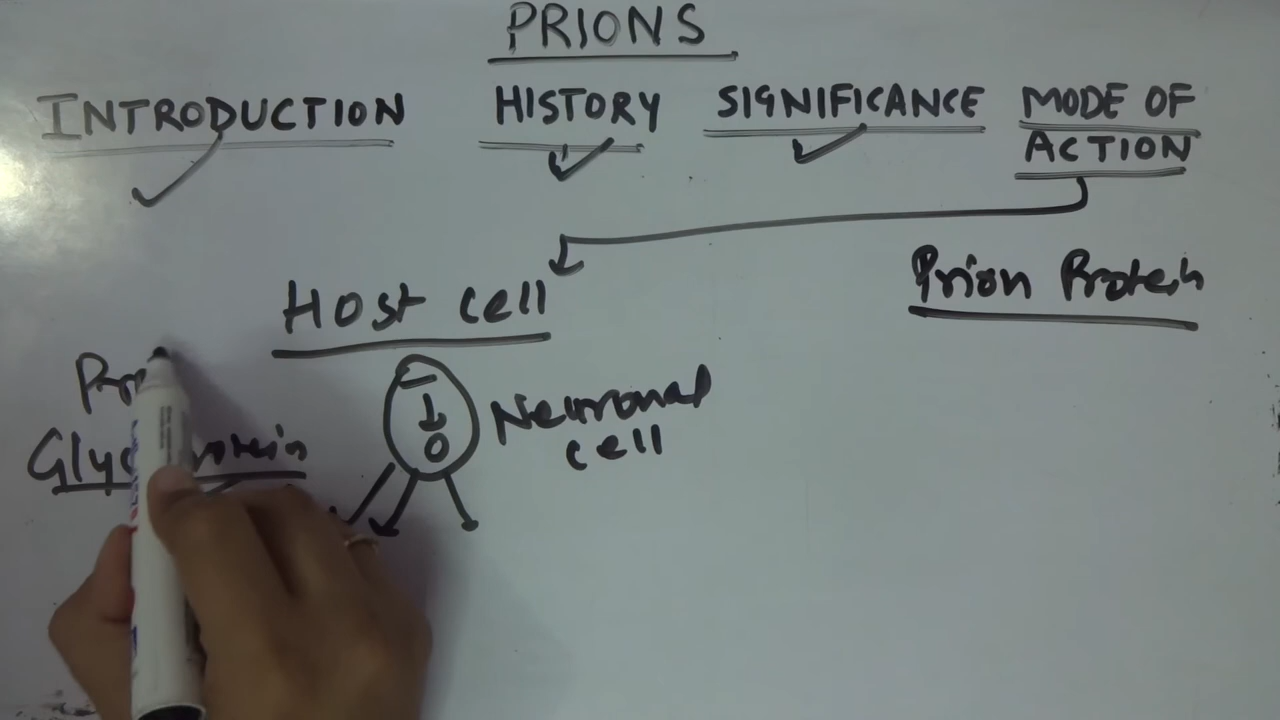 PRIONS
INTRODUCTION HISTORY SIGNIFICANCE MODE OF
ACTION
Host cell
Prion Protein
Neuronal
cell